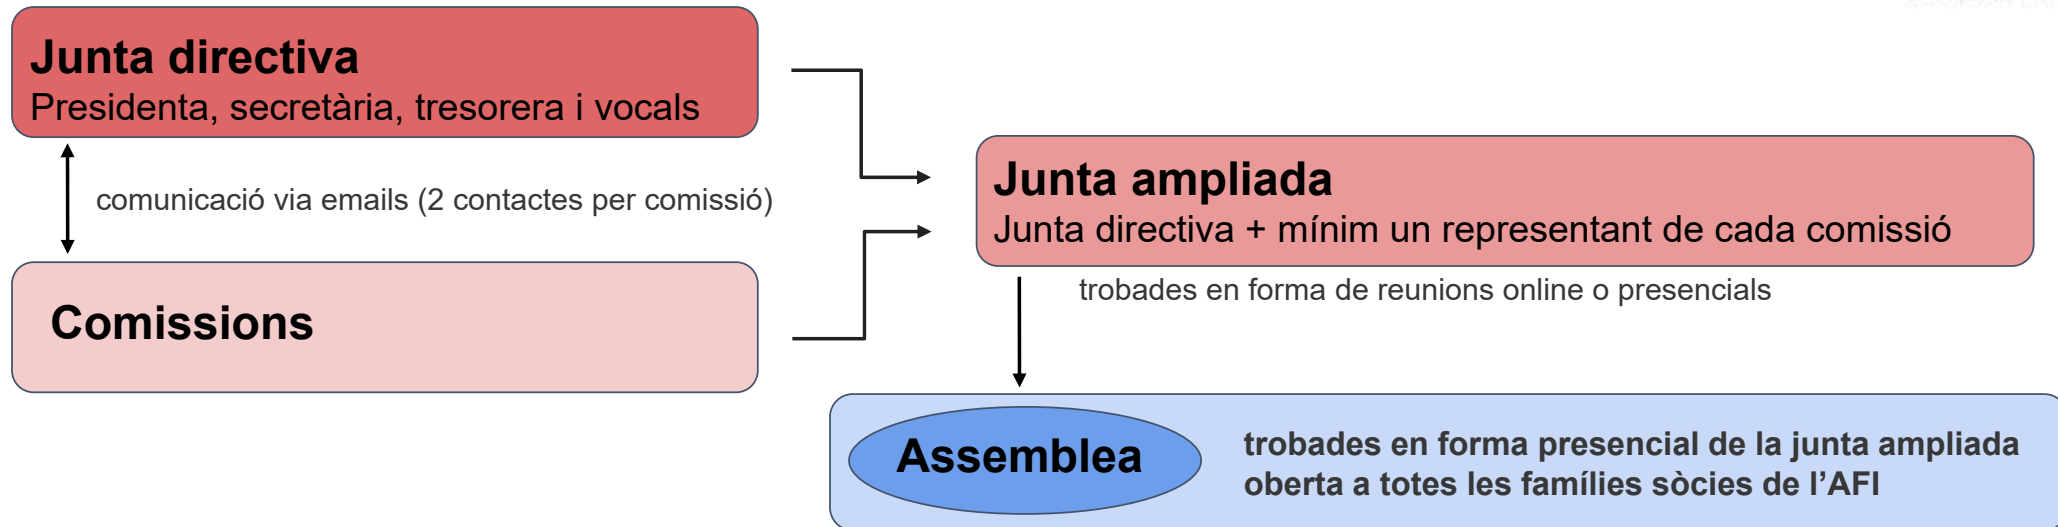 Junta directiva
Presidenta, secretària, tresorera i vocals
comunicació via emails (2 contactes per comissió)
Comissions
Junta ampliada
Junta directiva + mínim un representant de cada comissió
trobades en forma de reunions online o presencials
Assemblea
trobades en forma presencial de la junta ampliada
oberta a totes les famílies sòcies de l’AFI